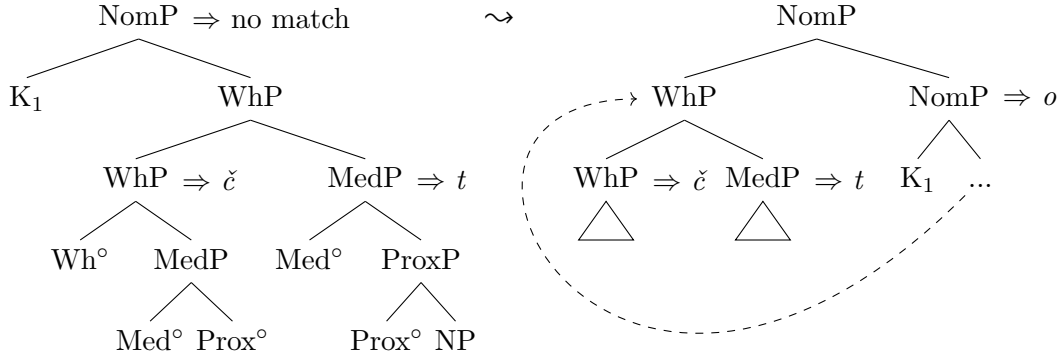 NomP ⇒ no match ⤳ NomP
K₁ WhP WhP NomP ⇒ o
WhP ⇒ č MedP ⇒ t WhP ⇒ č MedP ⇒ t K₁ ...
Wh° MedP Med° ProxP
Med° Prox° Prox° NP